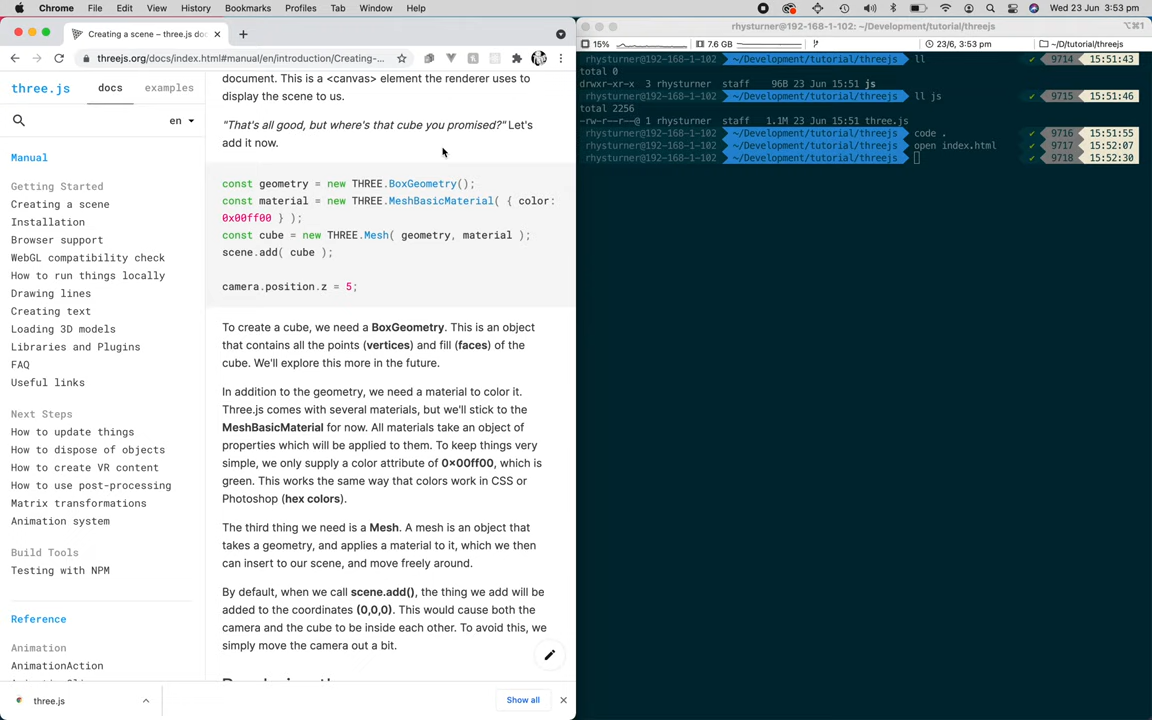 Chrome File Edit View History Bookmarks Profiles Tab Window Help Wed 23 Jun 3:53 pm
Creating a scene – three.js doc
threejs.org/docs/index.html#manual/en/introduction/Creating-...
three.js docs examples
en
Manual
Getting Started
Creating a scene
Installation
Browser support
WebGL compatibility check
How to run things locally
Drawing lines
Creating text
Loading 3D models
Libraries and Plugins
FAQ
Useful links
Next Steps
How to update things
How to dispose of objects
How to create VR content
How to use post-processing
Matrix transformations
Animation system
Build Tools
Testing with NPM
Reference
Animation
AnimationAction
document. This is a <canvas> element the renderer uses to
display the scene to us.
"That's all good, but where's that cube you promised?" Let's
add it now.
const geometry = new THREE.BoxGeometry();
const material = new THREE.MeshBasicMaterial( { color:
0x00ff00 } );
const cube = new THREE.Mesh( geometry, material );
scene.add( cube );
camera.position.z = 5;
To create a cube, we need a BoxGeometry. This is an object
that contains all the points (vertices) and fill (faces) of the
cube. We'll explore this more in the future.
In addition to the geometry, we need a material to color it.
Three.js comes with several materials, but we'll stick to the
MeshBasicMaterial for now. All materials take an object of
properties which will be applied to them. To keep things very
simple, we only supply a color attribute of 0×00ff00, which is
green. This works the same way that colors work in CSS or
Photoshop (hex colors).
The third thing we need is a Mesh. A mesh is an object that
takes a geometry, and applies a material to it, which we then
can insert to our scene, and move freely around.
By default, when we call scene.add(), the thing we add will be
added to the coordinates (0,0,0). This would cause both the
camera and the cube to be inside each other. To avoid this, we
simply move the camera out a bit.
three.js Show all
rhysturner@192-168-1-102: ~/Development/tutorial/threejs ⌥⌘1
15% 7.6 GB 23/6, 3:53 pm ~/D/tutorial/threejs
rhysturner@192-168-1-102 ~/Development/tutorial/threejs ll ✔ 9714 15:51:43
total 0
drwxr-xr-x 3 rhysturner staff 96B 23 Jun 15:51 js
rhysturner@192-168-1-102 ~/Development/tutorial/threejs ll js ✔ 9715 15:51:46
total 2256
-rw-r--r--@ 1 rhysturner staff 1.1M 23 Jun 15:51 three.js
rhysturner@192-168-1-102 ~/Development/tutorial/threejs code . ✔ 9716 15:51:55
rhysturner@192-168-1-102 ~/Development/tutorial/threejs open index.html ✔ 9717 15:52:07
rhysturner@192-168-1-102 ~/Development/tutorial/threejs ✔ 9718 15:52:30